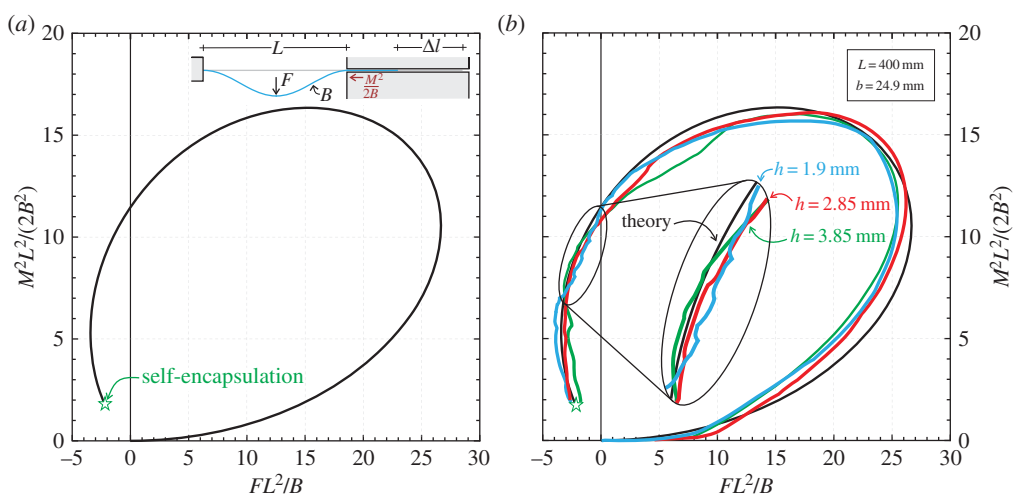 (a)
20
15
10
5
0
M²L²/(2B²)
L
Δl
F
B
M²
2B
self-encapsulation
–5 0 5 10 15 20 25 30
FL²/B
(b)
L = 400 mm
b = 24.9 mm
h = 1.9 mm
h = 2.85 mm
h = 3.85 mm
theory
20
15
10
5
0
M²L²/(2B²)
–5 0 5 10 15 20 25 30
FL²/B